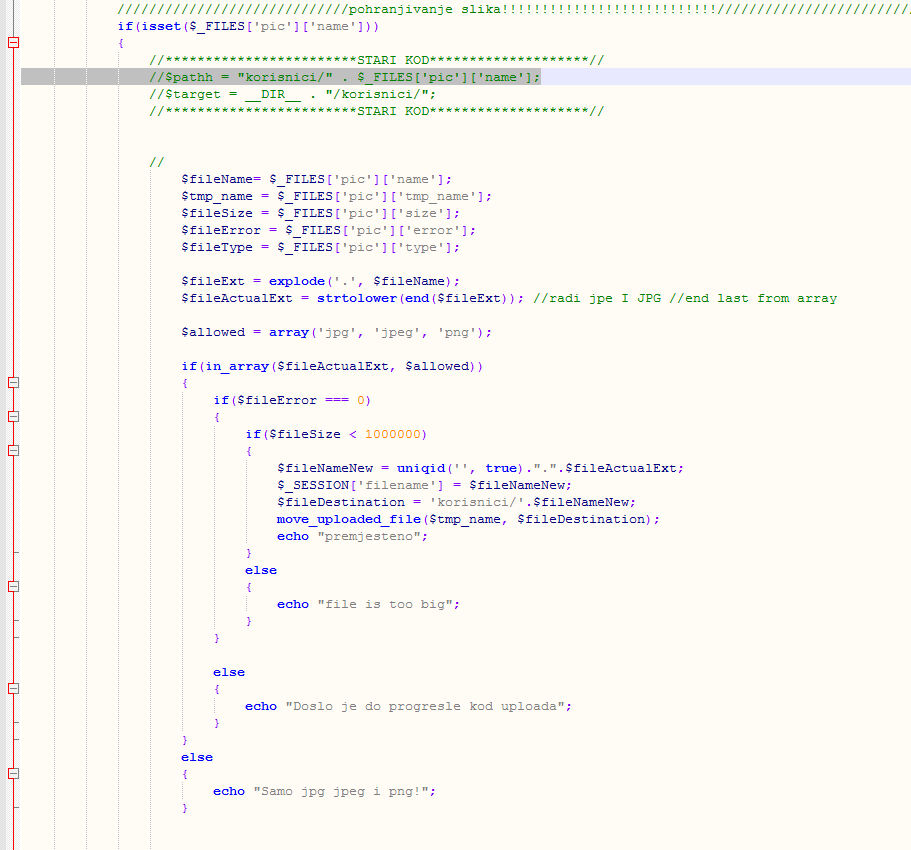 /////////////////////////////pohranjivanje slika!!!!!!!!!!!!!!!!!!!!!!!!!!!////////////////////////
if(isset($_FILES['pic']['name']))
{
//************************STARI KOD********************//
//$pathh = "korisnici/" . $_FILES['pic']['name'];
//$target = __DIR__ . "/korisnici/";
//************************STARI KOD********************//
//
$fileName= $_FILES['pic']['name'];
$tmp_name = $_FILES['pic']['tmp_name'];
$fileSize = $_FILES['pic']['size'];
$fileError = $_FILES['pic']['error'];
$fileType = $_FILES['pic']['type'];
$fileExt = explode('.', $fileName);
$fileActualExt = strtolower(end($fileExt)); //radi jpe I JPG //end last from array
$allowed = array('jpg', 'jpeg', 'png');
if(in_array($fileActualExt, $allowed))
{
if($fileError === 0)
{
if($fileSize < 1000000)
{
$fileNameNew = uniqid('', true).".".$fileActualExt;
$_SESSION['filename'] = $fileNameNew;
$fileDestination = 'korisnici/'.$fileNameNew;
move_uploaded_file($tmp_name, $fileDestination);
echo "premjesteno";
}
else
{
echo "file is too big";
}
}
else
{
echo "Doslo je do progresle kod uploada";
}
}
else
{
echo "Samo jpg jpeg i png!";
}